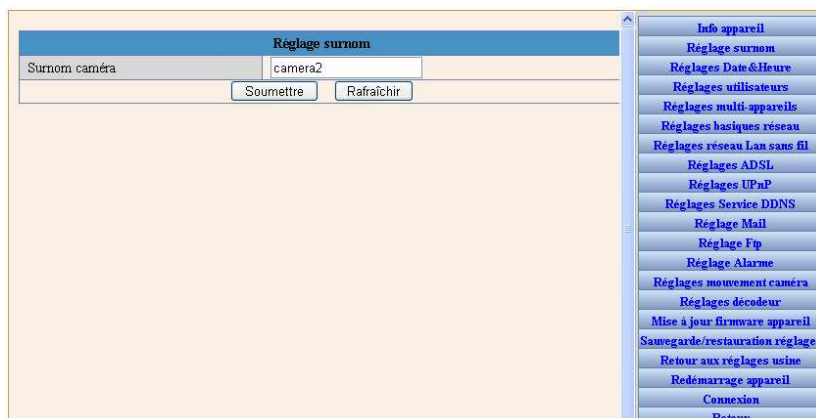 Réglage surnom
Surnom caméra camera2
Soumettre Rafraîchir
Info appareil
Réglage surnom
Réglages Date&Heure
Réglages utilisateurs
Réglages multi-appareils
Réglages basiques réseau
Réglages réseau Lan sans fil
Réglages ADSL
Réglages UPnP
Réglages Service DDNS
Réglage Mail
Réglage Ftp
Réglage Alarme
Réglages mouvement caméra
Réglages décodeur
Mise à jour firmware appareil
Sauvegarde/restauration réglage
Retour aux réglages usine
Redémarrage appareil
Connexion
Retour